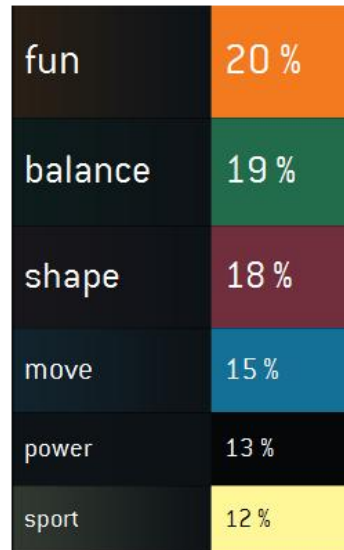 fun 20 %
balance 19 %
shape 18 %
move 15 %
power 13 %
sport 12 %